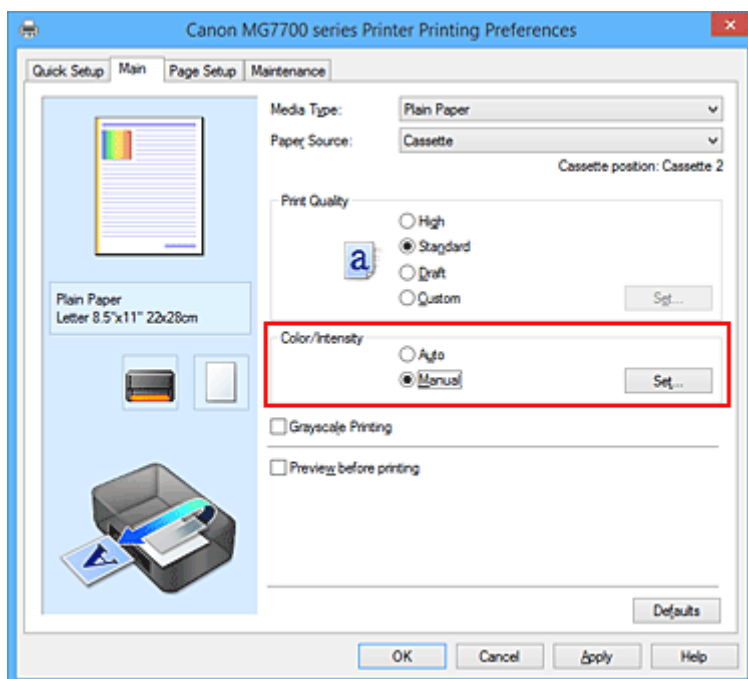 Canon MG7700 series Printer Printing Preferences
Quick Setup Main Page Setup Maintenance
Media Type: Plain Paper
Paper Source: Cassette
Cassette position: Cassette 2
Print Quality
High
a Standard
Draft
Custom Set...
Plain Paper
Letter 8.5"x11" 22x28cm
Color/Intensity
Auto
Manual Set...
Grayscale Printing
Preview before printing
A
Defaults
OK Cancel Apply Help